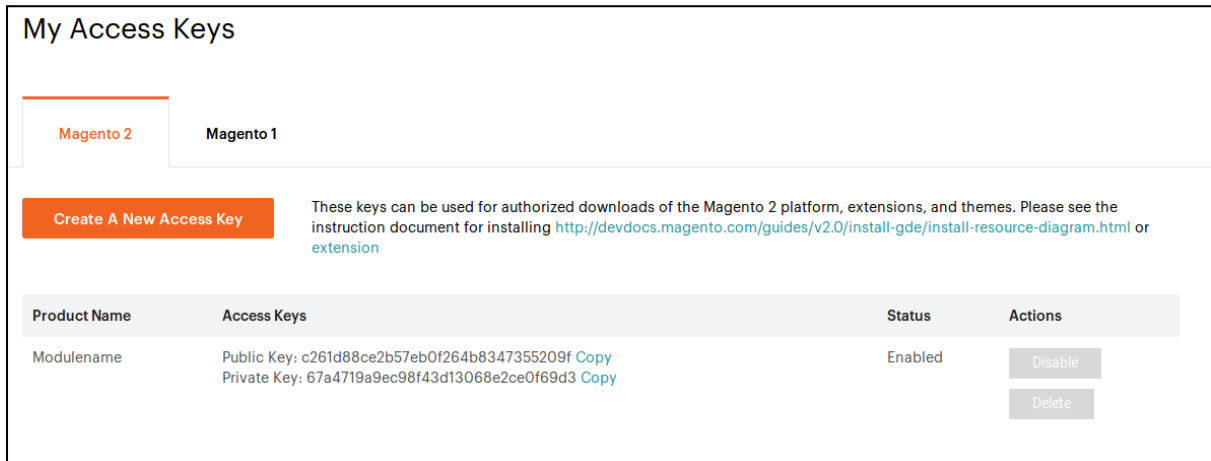 My Access Keys
Magento 2
Magento 1
Create A New Access Key
These keys can be used for authorized downloads of the Magento 2 platform, extensions, and themes. Please see the
instruction document for installing http://devdocs.magento.com/guides/v2.0/install-gde/install-resource-diagram.html or
extension
Product Name Access Keys Status Actions
Modulename Public Key: c261d88ce2b57eb0f264b8347355209f Copy Enabled Disable
Private Key: 67a4719a9ec98f43d13068e2ce0f69d3 Copy
Delete